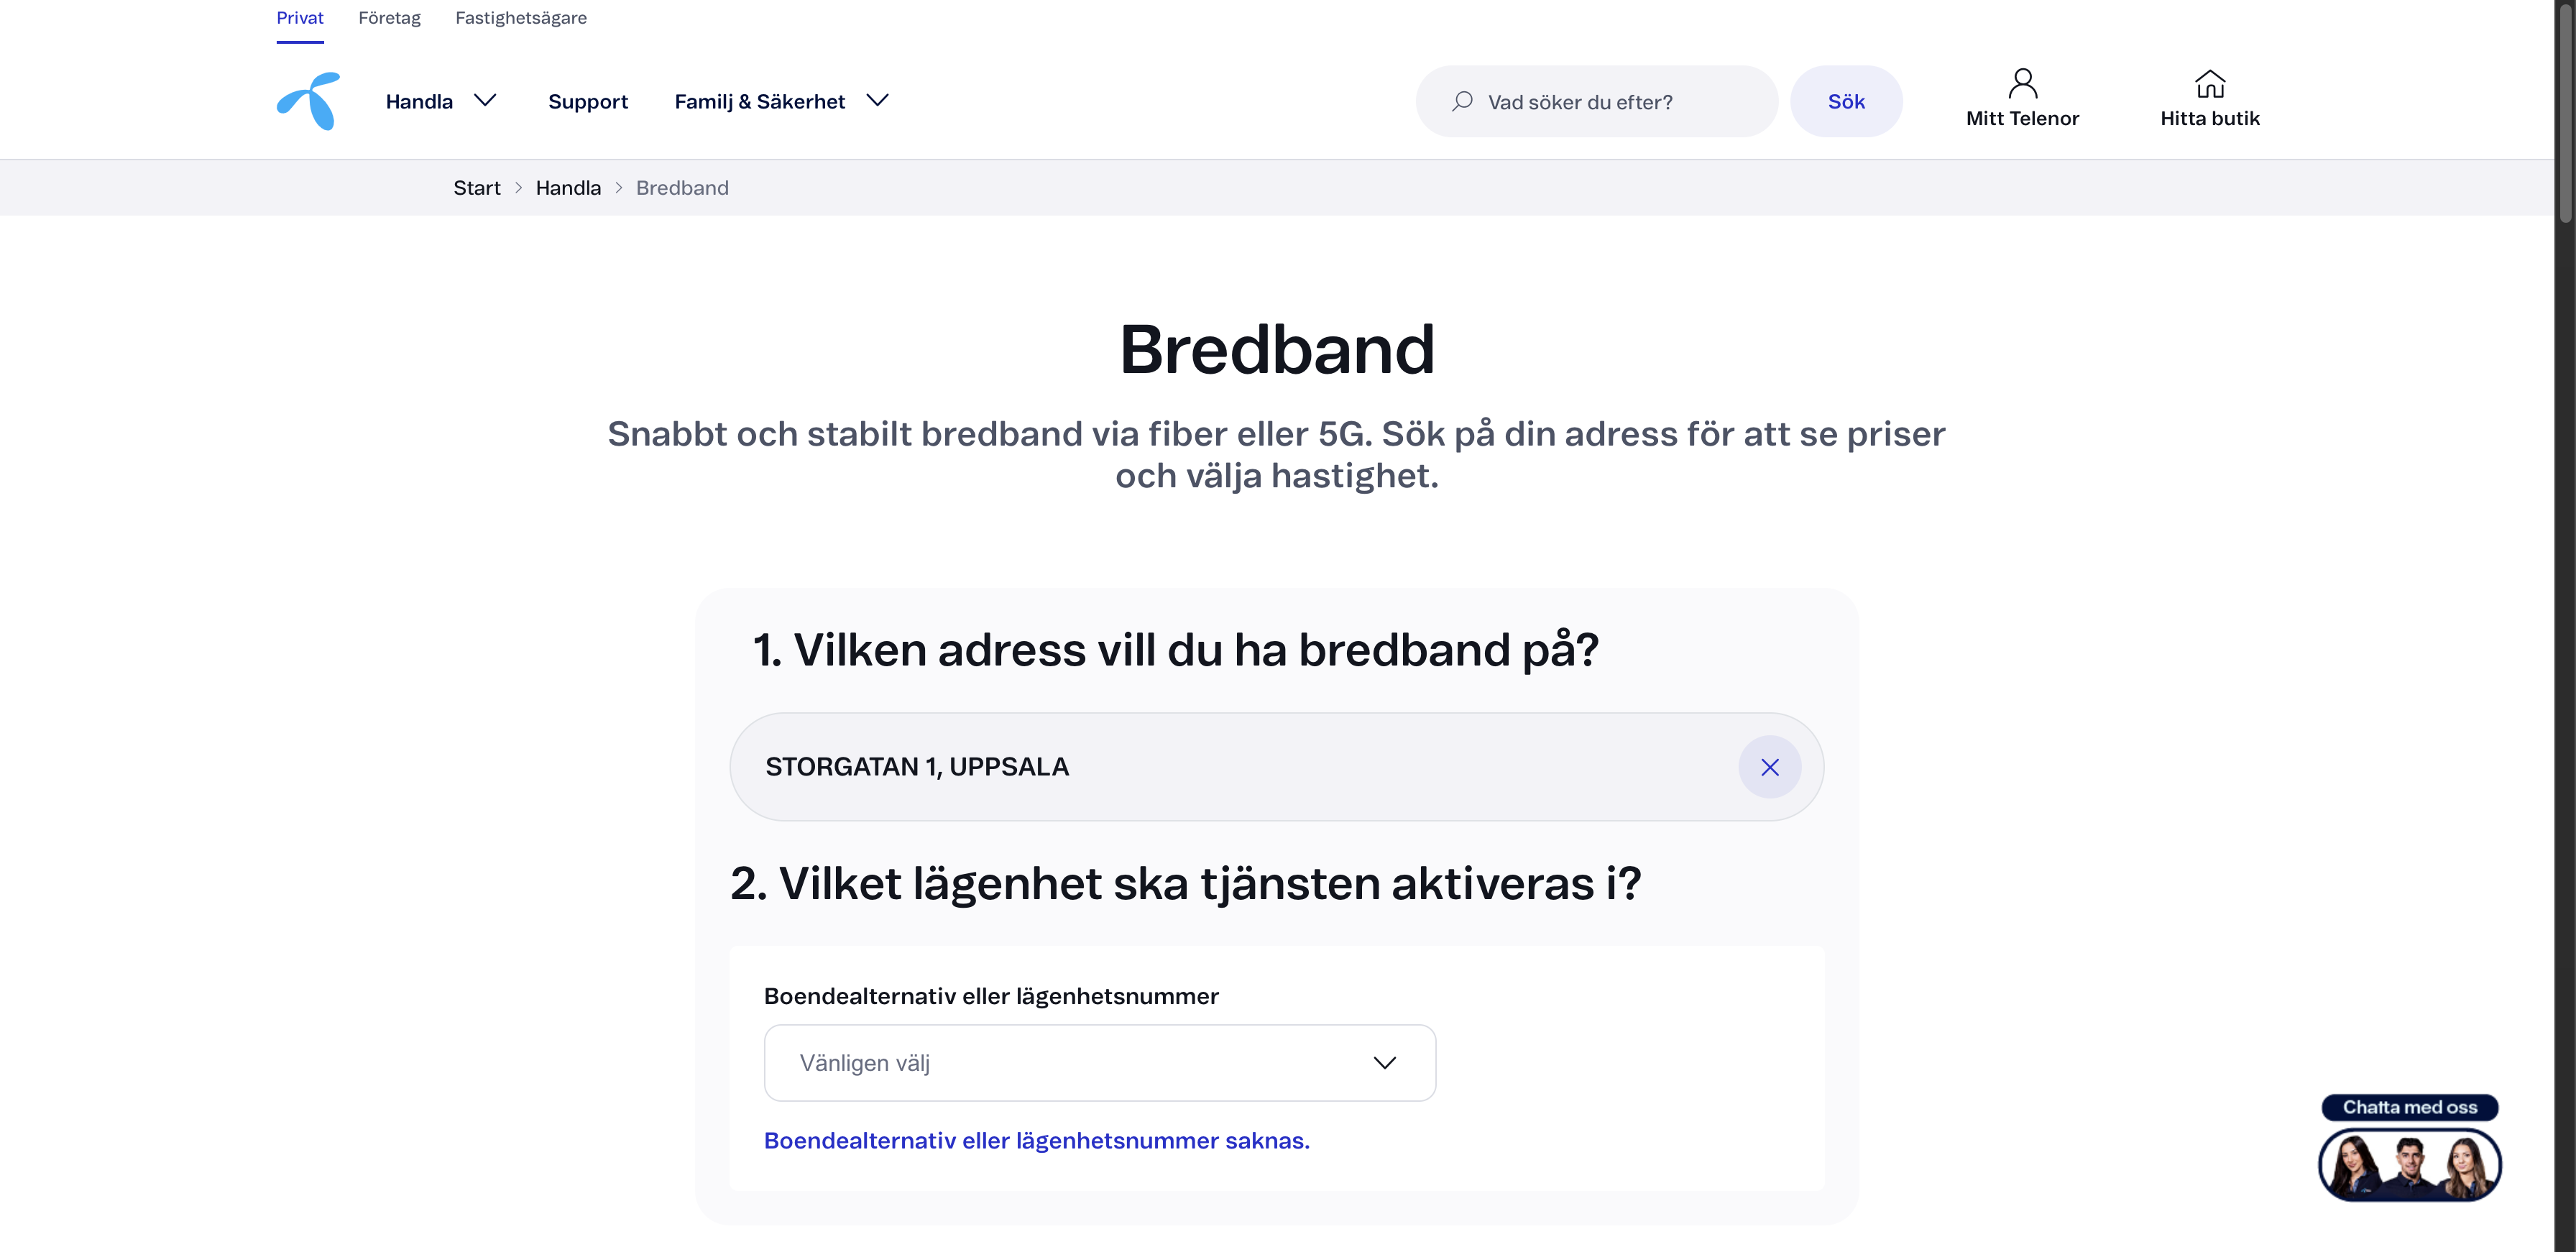 Privat Företag Fastighetsägare
Handla Support Familj & Säkerhet Vad söker du efter? Sök Mitt Telenor Hitta butik
Start Handla Bredband
Bredband
Snabbt och stabilt bredband via fiber eller 5G. Sök på din adress för att se priser
och välja hastighet.
1. Vilken adress vill du ha bredband på?
STORGATAN 1, UPPSALA
2. Vilket lägenhet ska tjänsten aktiveras i?
Boendealternativ eller lägenhetsnummer
Vänligen välj
Boendealternativ eller lägenhetsnummer saknas.
Chatta med oss